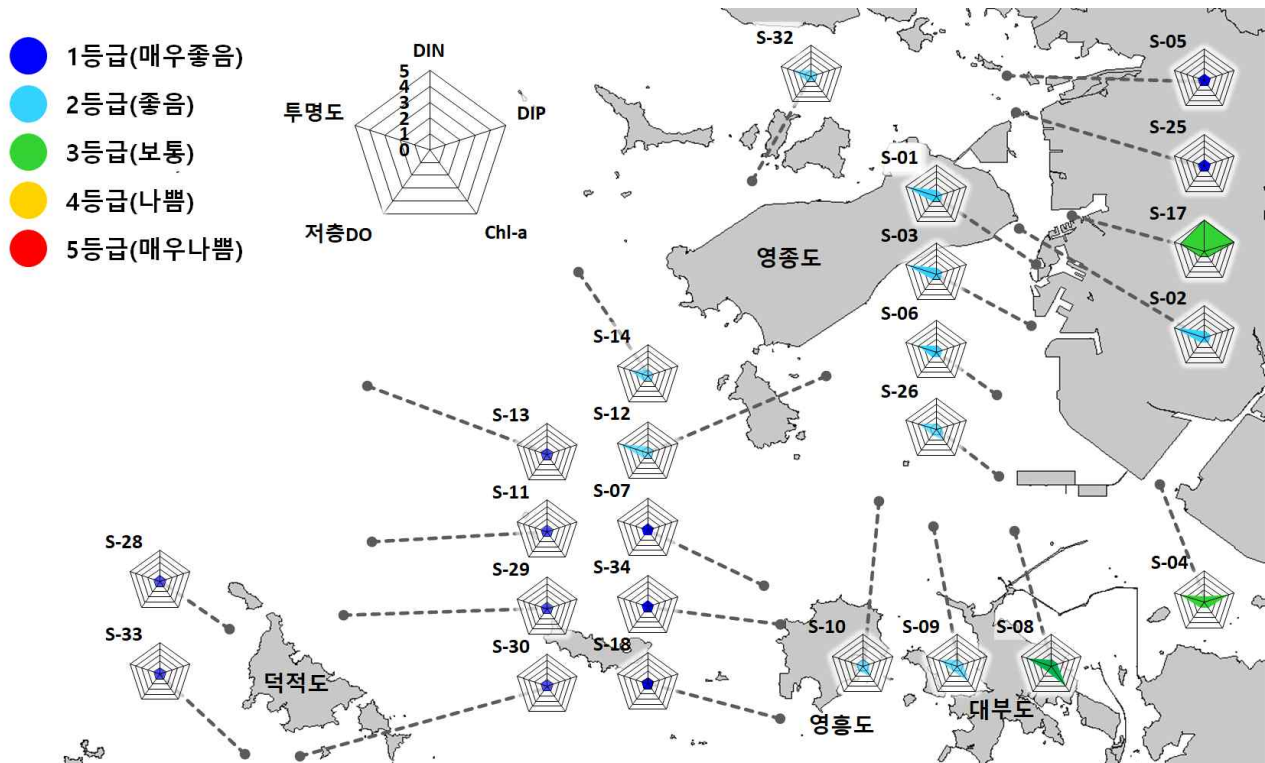 1등급(매우좋음)
2등급(좋음)
3등급(보통)
4등급(나쁨)
5등급(매우나쁨)
DIN
5
4
3
2
1
0
투명도
DIP
저층DO
Chl-a
S-32
S-05
S-25
S-01
S-17
S-03
영종도
S-02
S-06
S-14
S-26
S-13
S-12
S-11
S-07
S-28
S-29
S-34
S-04
S-33
S-30
S-18
S-10
S-09
S-08
덕적도
영흥도
대부도